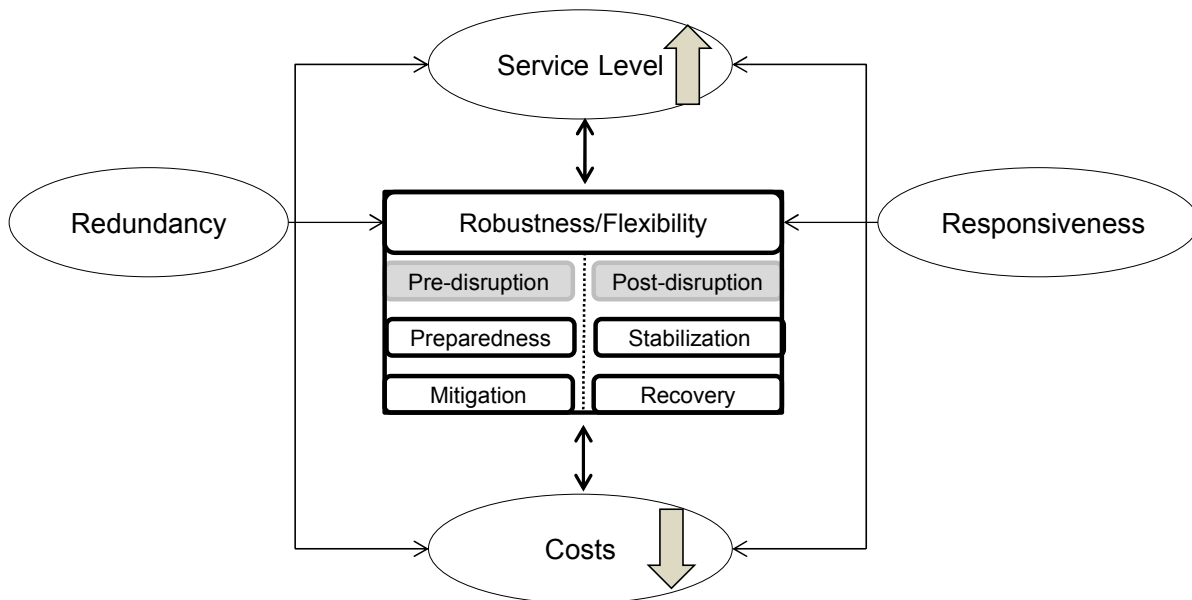 Service Level
Redundancy
Robustness/Flexibility
Responsiveness
Pre-disruption
Post-disruption
Preparedness
Stabilization
Mitigation
Recovery
Costs